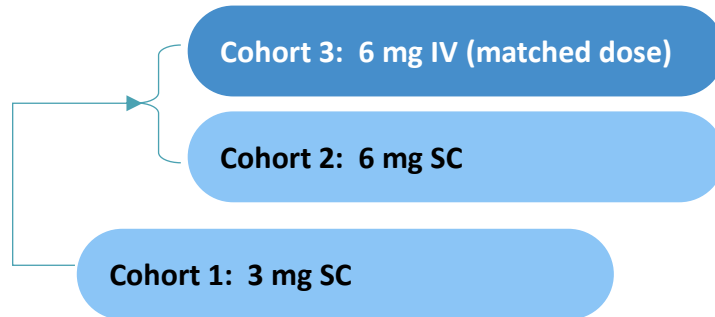 Cohort 3:  6 mg IV (matched dose)
Cohort 2:  6 mg SC
Cohort 1:  3 mg SC